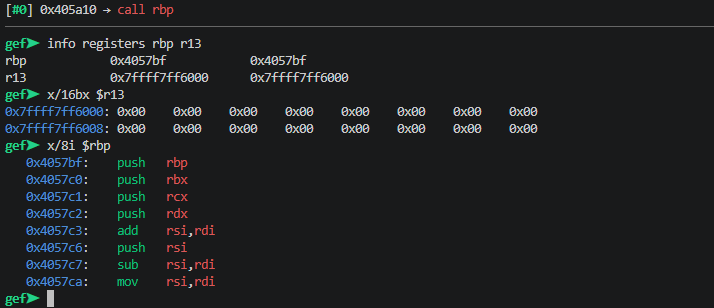 [#0] 0x405a10 → call rbp
gef➤ info registers rbp r13
rbp 0x4057bf 0x4057bf
r13 0x7ffff7ff6000 0x7ffff7ff6000
gef➤ x/16bx $r13
0x7ffff7ff6000: 0x00 0x00 0x00 0x00 0x00 0x00 0x00 0x00
0x7ffff7ff6008: 0x00 0x00 0x00 0x00 0x00 0x00 0x00 0x00
gef➤ x/8i $rbp
0x4057bf: push rbp
0x4057c0: push rbx
0x4057c1: push rcx
0x4057c2: push rdx
0x4057c3: add rsi,rdi
0x4057c6: push rsi
0x4057c7: sub rsi,rdi
0x4057ca: mov rsi,rdi
gef➤